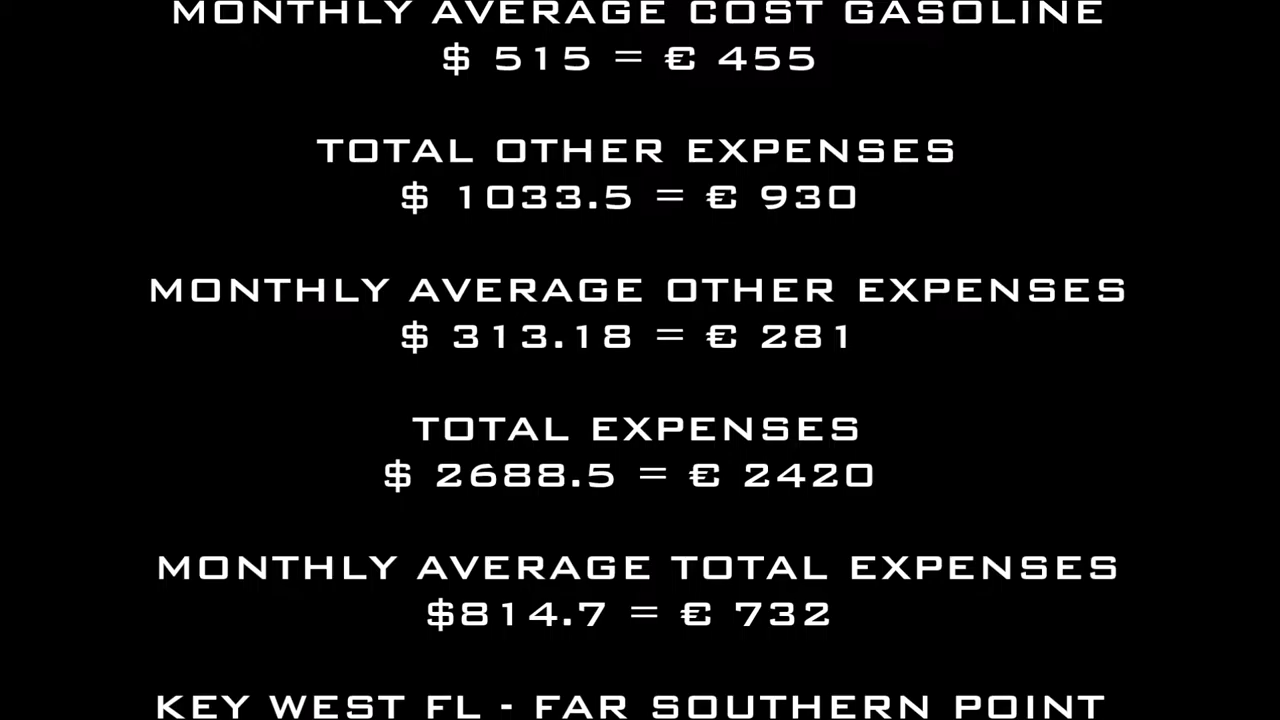 MONTHLY AVERAGE COST GASOLINE
$ 515 = € 455
TOTAL OTHER EXPENSES
$ 1033.5 = € 930
MONTHLY AVERAGE OTHER EXPENSES
$ 313.18 = € 281
TOTAL EXPENSES
$ 2688.5 = € 2420
MONTHLY AVERAGE TOTAL EXPENSES
$814.7 = € 732
KEY WEST FL - FAR SOUTHERN POINT